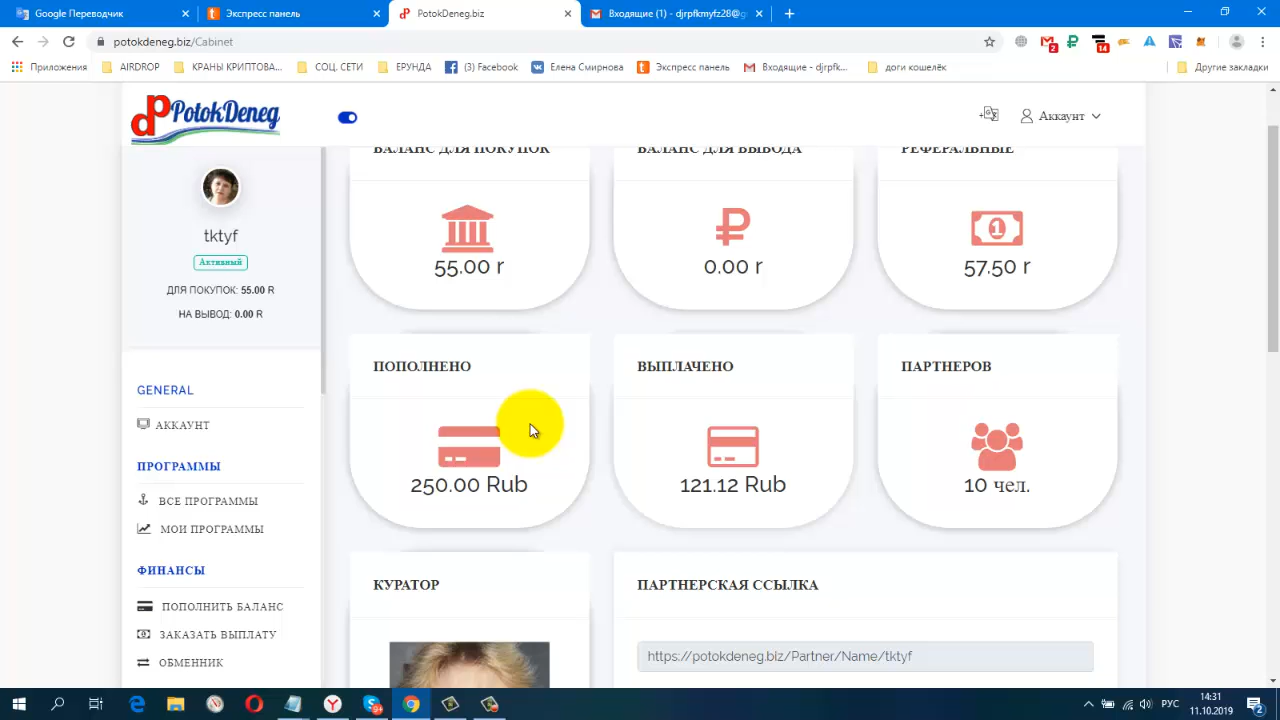 Google Переводчик
Экспресс панель
PotokDeneg.biz
Входящие (1) - djrpfkmyfz28@g
potokdeneg.biz/Cabinet
2
14
Приложения
AIRDROP
КРАНЫ КРИПТОВА...
СОЦ. СЕТИ
ЕРУНДА
(3) Facebook
Елена Смирнова
Экспресс панель
Входящие - djrpfk...
доги кошелёк
Другие закладки
PotokDeneg
Аккаунт
tktyf
Активный
ДЛЯ ПОКУПОК: 55.00 R
НА ВЫВОД: 0.00 R
GENERAL
АККАУНТ
ПРОГРАММЫ
ВСЕ ПРОГРАММЫ
МОИ ПРОГРАММЫ
ФИНАНСЫ
ПОПОЛНИТЬ БАЛАНС
ЗАКАЗАТЬ ВЫПЛАТУ
ОБМЕННИК
БАЛАНС ДЛЯ ПОКУПОК
55.00 r
БАЛАНС ДЛЯ ВЫВОДА
0.00 r
РЕФЕРАЛЬНЫЕ
57.50 r
ПОПОЛНЕНО
250.00 Rub
ВЫПЛАЧЕНО
121.12 Rub
ПАРТНЕРОВ
10 чел.
КУРАТОР
ПАРТНЕРСКАЯ ССЫЛКА
https://potokdeneg.biz/Partner/Name/tktyf
РУС
14:31
11.10.2019
2